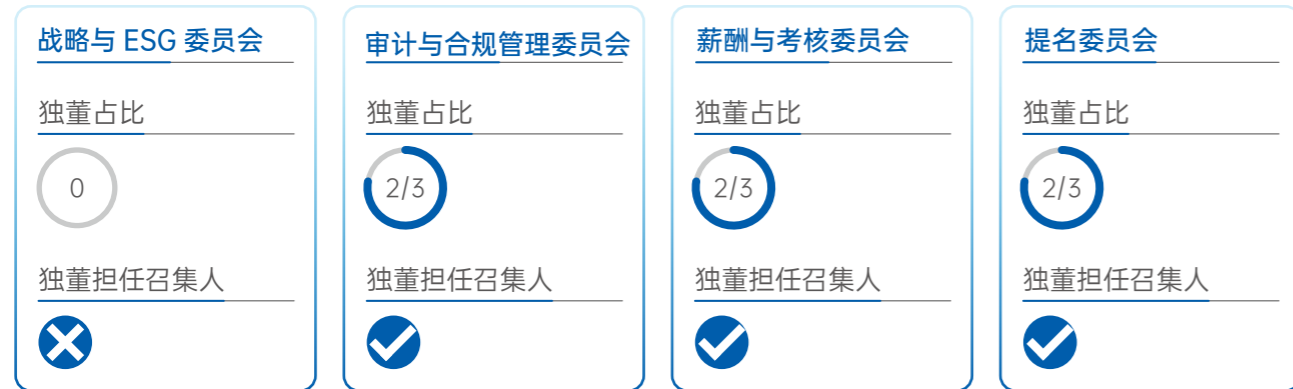 战略与 ESG 委员会
独董占比
0
独董担任召集人
审计与合规管理委员会
独董占比
2/3
独董担任召集人
薪酬与考核委员会
独董占比
2/3
独董担任召集人
提名委员会
独董占比
2/3
独董担任召集人